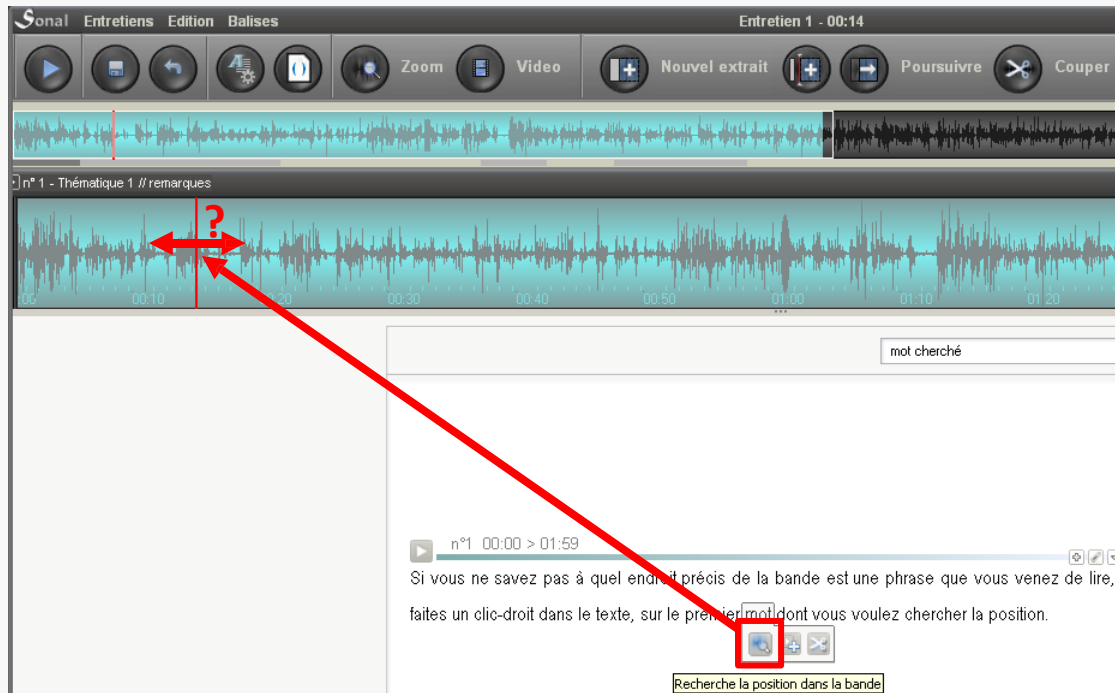 Sonal Entretiens Edition Balises Entretien 1 - 00:14
Zoom Video Nouvel extrait Poursuivre Couper
n° 1 - Thématique 1 // remarques
?
:00 00:10 00:20 00:30 00:40 00:50 01:00 01:10 01:20
mot cherché
n°1 00:00 > 01:59
Si vous ne savez pas à quel endroit précis de la bande est une phrase que vous venez de lire,
faites un clic-droit dans le texte, sur le premier mot dont vous voulez chercher la position.
Recherche la position dans la bande